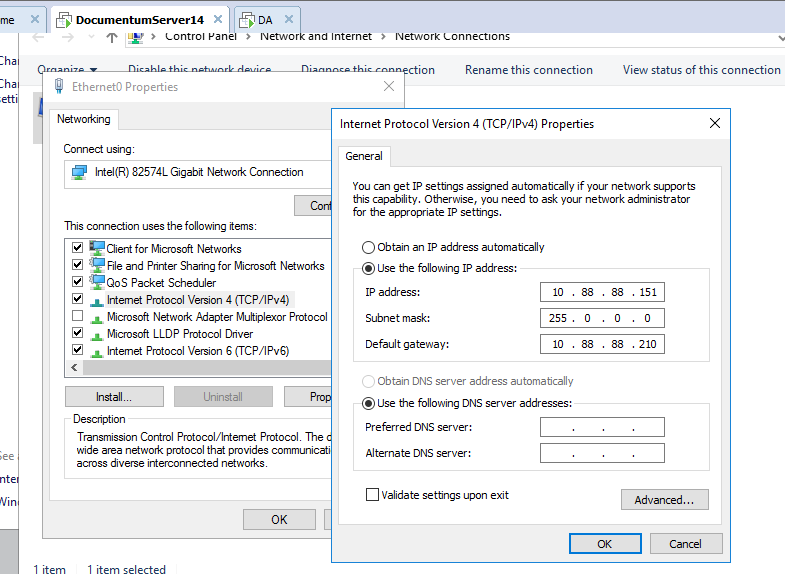 me
DocumentumServer14
DA
Control Panel
Network and Internet
Network Connections
Organize
Disable this network device
Diagnose this connection
Rename this connection
View status of this connection
Ethernet0 Properties
Networking
Connect using:
Intel(R) 82574L Gigabit Network Connection
This connection uses the following items:
Client for Microsoft Networks
File and Printer Sharing for Microsoft Networks
QoS Packet Scheduler
Internet Protocol Version 4 (TCP/IPv4)
Microsoft Network Adapter Multiplexor Protocol
Microsoft LLDP Protocol Driver
Internet Protocol Version 6 (TCP/IPv6)
Install...
Uninstall
Description
Transmission Control Protocol/Internet Protocol. The d
wide area network protocol that provides communicati
across diverse interconnected networks.
OK
1 item
1 item selected
Internet Protocol Version 4 (TCP/IPv4) Properties
General
You can get IP settings assigned automatically if your network supports
this capability. Otherwise, you need to ask your network administrator
for the appropriate IP settings.
Obtain an IP address automatically
Use the following IP address:
IP address:
10 . 88 . 88 . 151
Subnet mask:
255 . 0 . 0 . 0
Default gateway:
10 . 88 . 88 . 210
Obtain DNS server address automatically
Use the following DNS server addresses:
Preferred DNS server:
. . .
Alternate DNS server:
. . .
Validate settings upon exit
Advanced...
OK
Cancel